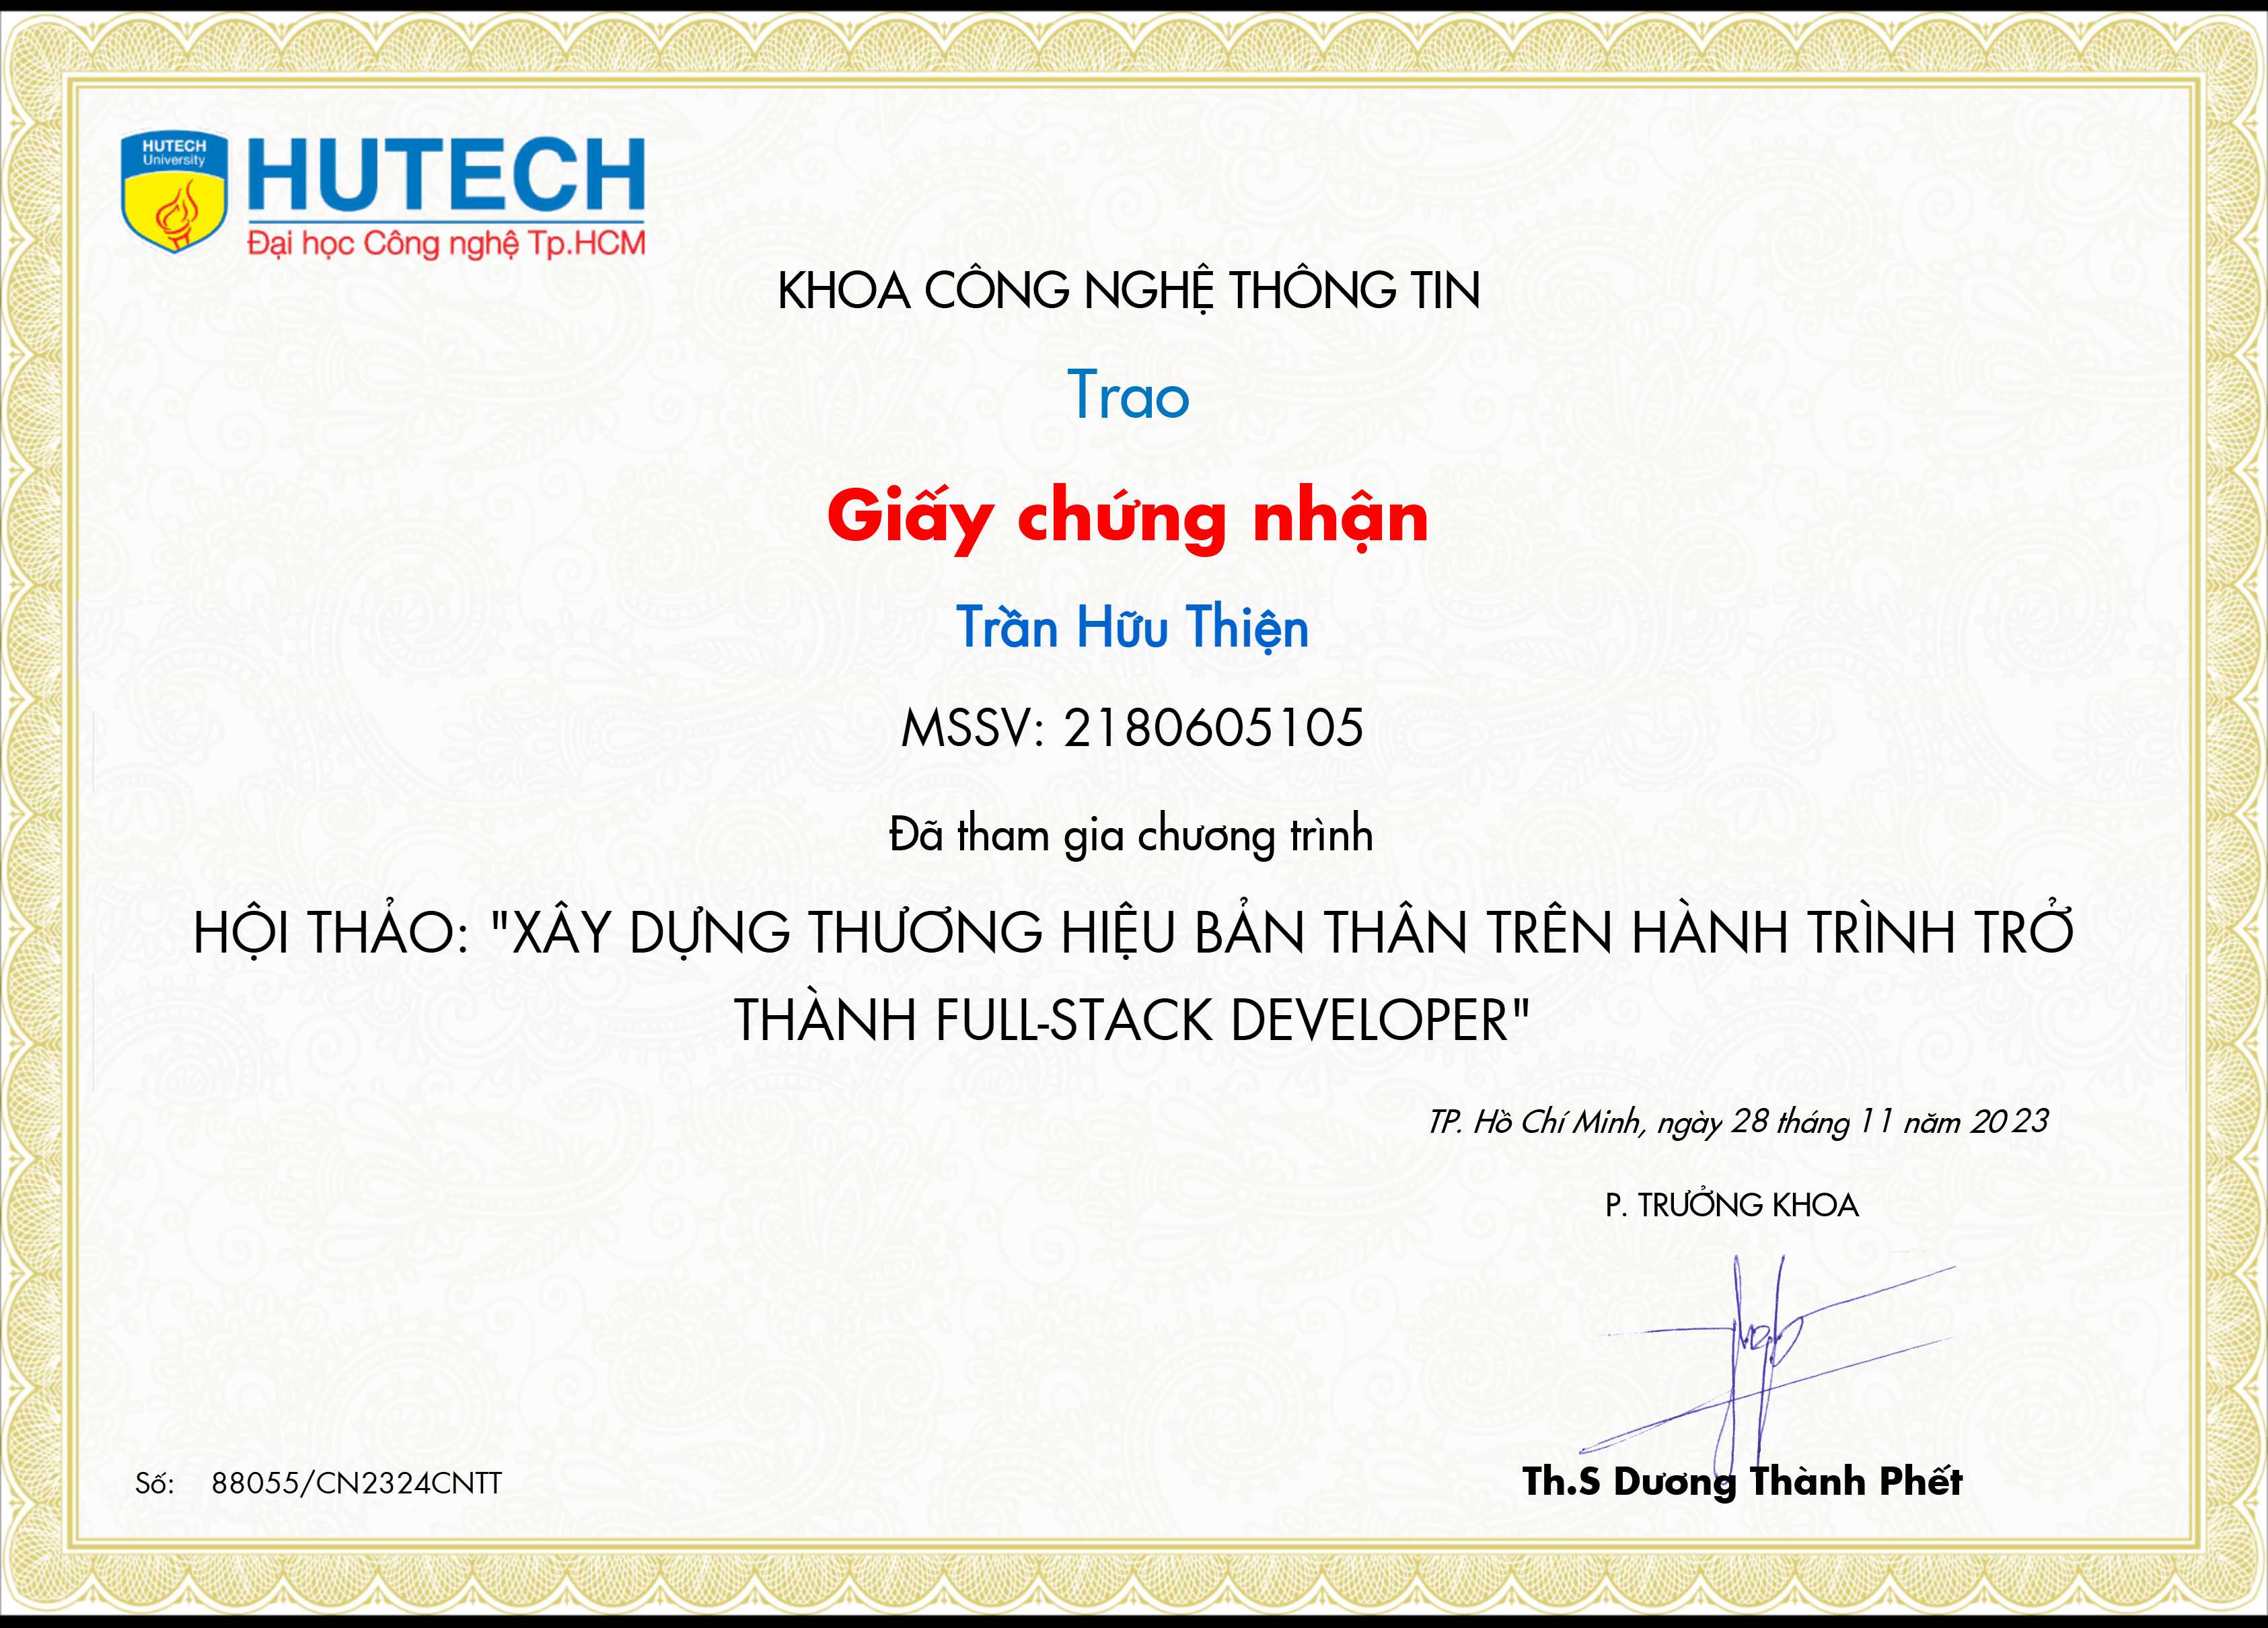 HUTECH
University
HUTECH
Đại học Công nghệ Tp.HCM
KHOA CÔNG NGHỆ THÔNG TIN
Trao
Giấy chứng nhận
Trần Hữu Thiện
MSSV: 2180605105
Đã tham gia chương trình
HỘI THẢO: "XÂY DỰNG THƯƠNG HIỆU BẢN THÂN TRÊN HÀNH TRÌNH TRỞ
THÀNH FULL-STACK DEVELOPER"
TP. Hồ Chí Minh, ngày 28 tháng 11 năm 2023
P. TRƯỞNG KHOA
Th.S Dương Thành Phết
Số: 88055/CN2324CNTT